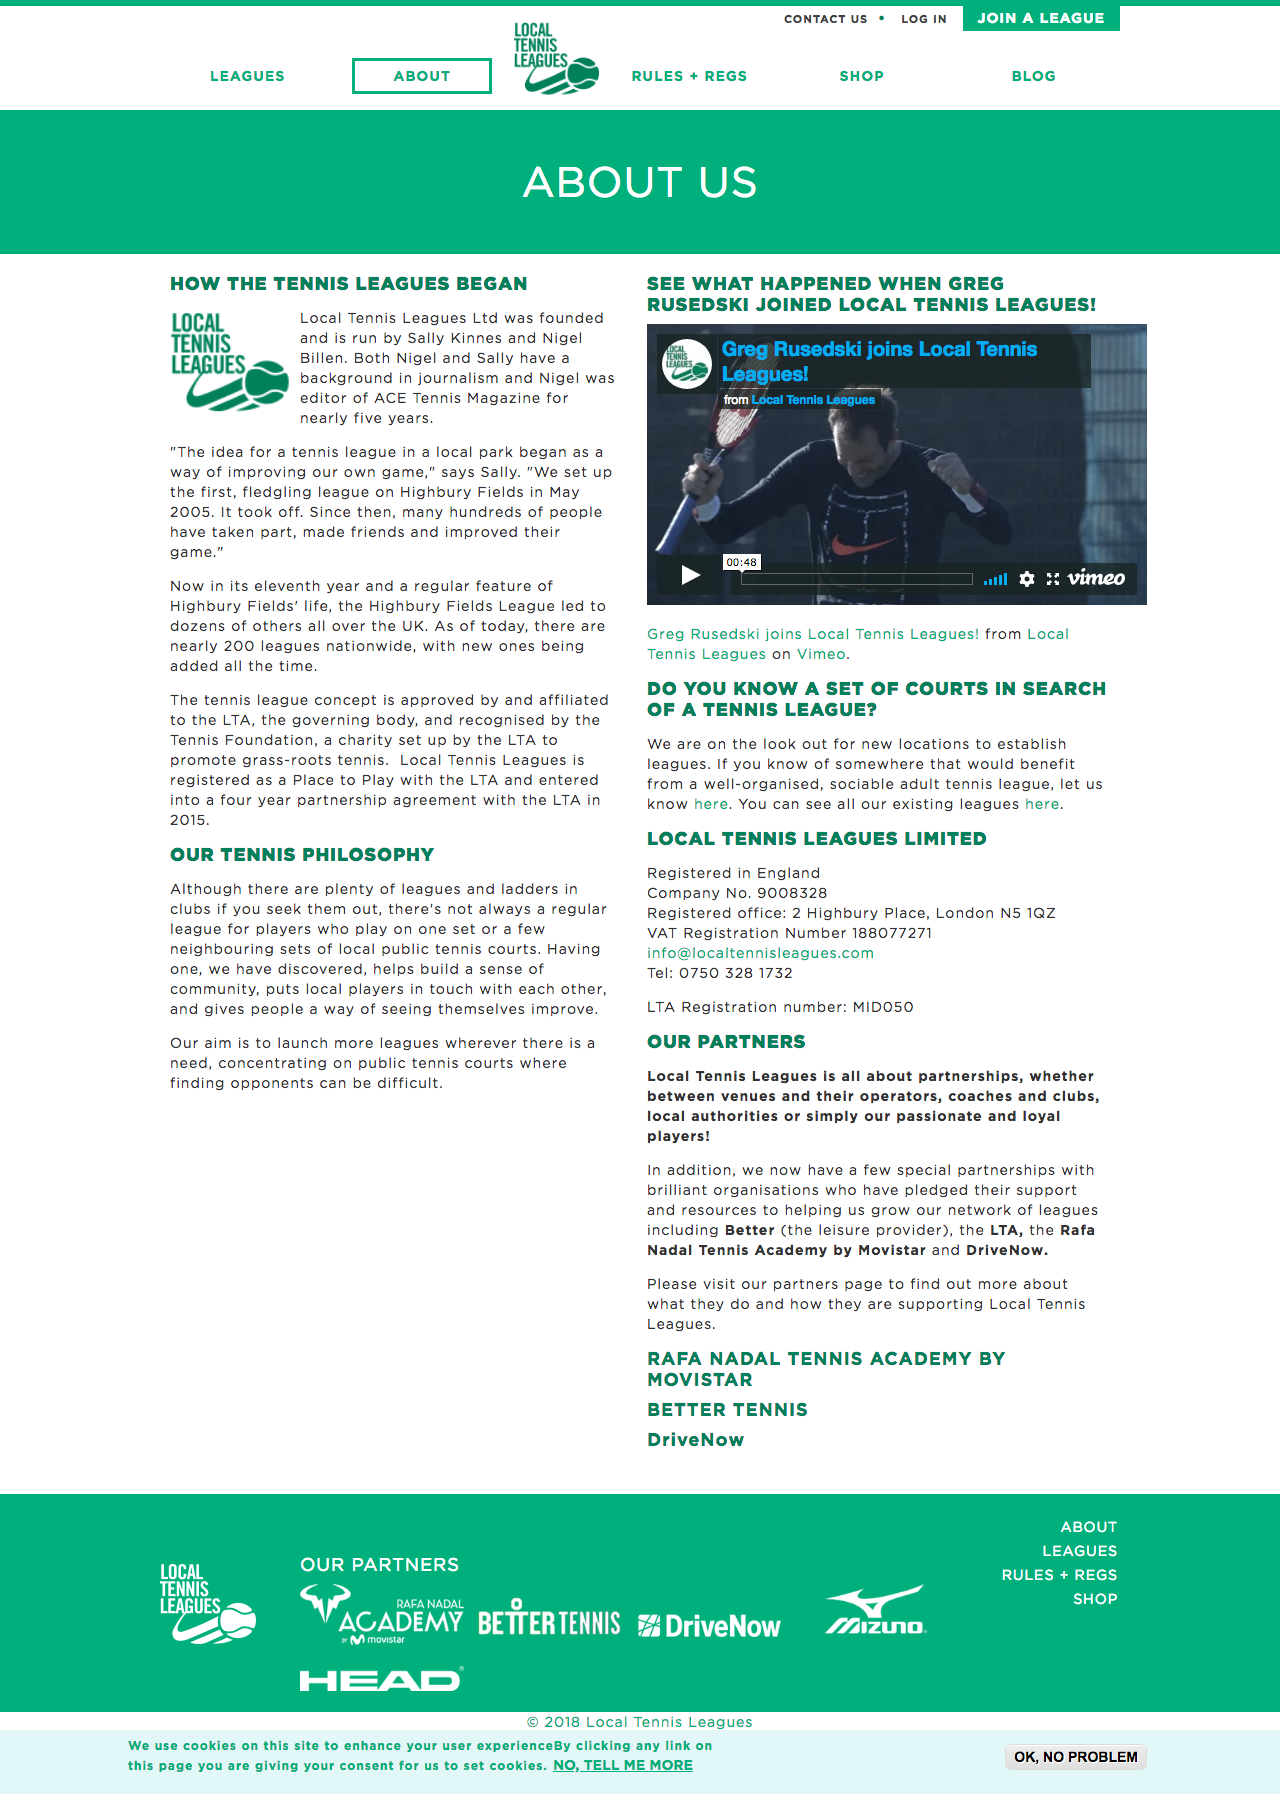 CONTACT US • LOG IN JOIN A LEAGUE
LOCAL
TENNIS
LEAGUES
LEAGUES ABOUT RULES + REGS SHOP BLOG
ABOUT US
HOW THE TENNIS LEAGUES BEGAN
LOCAL
TENNIS
LEAGUES
Local Tennis Leagues Ltd was founded
and is run by Sally Kinnes and Nigel
Billen. Both Nigel and Sally have a
background in journalism and Nigel was
editor of ACE Tennis Magazine for
nearly five years.
"The idea for a tennis league in a local park began as a
way of improving our own game," says Sally. "We set up
the first, fledgling league on Highbury Fields in May
2005. It took off. Since then, many hundreds of people
have taken part, made friends and improved their
game."
Now in its eleventh year and a regular feature of
Highbury Fields' life, the Highbury Fields League led to
dozens of others all over the UK. As of today, there are
nearly 200 leagues nationwide, with new ones being
added all the time.
The tennis league concept is approved by and affiliated
to the LTA, the governing body, and recognised by the
Tennis Foundation, a charity set up by the LTA to
promote grass-roots tennis.  Local Tennis Leagues is
registered as a Place to Play with the LTA and entered
into a four year partnership agreement with the LTA in
2015.
OUR TENNIS PHILOSOPHY
Although there are plenty of leagues and ladders in
clubs if you seek them out, there's not always a regular
league for players who play on one set or a few
neighbouring sets of local public tennis courts. Having
one, we have discovered, helps build a sense of
community, puts local players in touch with each other,
and gives people a way of seeing themselves improve.
Our aim is to launch more leagues wherever there is a
need, concentrating on public tennis courts where
finding opponents can be difficult.
SEE WHAT HAPPENED WHEN GREG
RUSEDSKI JOINED LOCAL TENNIS LEAGUES!
LOCAL
TENNIS
LEAGUES
Greg Rusedski joins Local Tennis
Leagues!
from Local Tennis Leagues
00:48
vimeo
Greg Rusedski joins Local Tennis Leagues! from Local
Tennis Leagues on Vimeo.
DO YOU KNOW A SET OF COURTS IN SEARCH
OF A TENNIS LEAGUE?
We are on the look out for new locations to establish
leagues. If you know of somewhere that would benefit
from a well-organised, sociable adult tennis league, let us
know here. You can see all our existing leagues here.
LOCAL TENNIS LEAGUES LIMITED
Registered in England
Company No. 9008328
Registered office: 2 Highbury Place, London N5 1QZ
VAT Registration Number 188077271
info@localtennisleagues.com
Tel: 0750 328 1732
LTA Registration number: MID050
OUR PARTNERS
Local Tennis Leagues is all about partnerships, whether
between venues and their operators, coaches and clubs,
local authorities or simply our passionate and loyal
players!
In addition, we now have a few special partnerships with
brilliant organisations who have pledged their support
and resources to helping us grow our network of leagues
including Better (the leisure provider), the LTA, the Rafa
Nadal Tennis Academy by Movistar and DriveNow.
Please visit our partners page to find out more about
what they do and how they are supporting Local Tennis
Leagues.
RAFA NADAL TENNIS ACADEMY BY
MOVISTAR
BETTER TENNIS
DriveNow
LOCAL
TENNIS
LEAGUES
OUR PARTNERS
RAFA NADAL
ACADEMY
BY movistar
BETTER TENNIS
DriveNow
MIZUNO
HEAD
ABOUT
LEAGUES
RULES + REGS
SHOP
© 2018 Local Tennis Leagues
We use cookies on this site to enhance your user experienceBy clicking any link on
this page you are giving your consent for us to set cookies. NO, TELL ME MORE
OK, NO PROBLEM